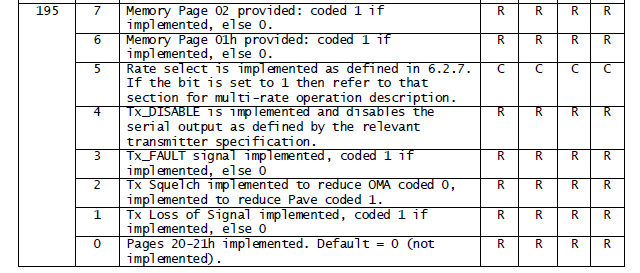 195 7 Memory Page 02 provided: coded 1 if R R R R
implemented, else 0.
6 Memory Page 01h provided: coded 1 if R R R R
implemented, else 0.
5 Rate select is implemented as defined in 6.2.7. C C C C
If the bit is set to 1 then refer to that
section for multi-rate operation description.
4 Tx_DISABLE is implemented and disables the R R R R
serial output as defined by the relevant
transmitter specification.
3 Tx_FAULT signal implemented, coded 1 if R R R R
implemented, else 0
2 Tx Squelch implemented to reduce OMA coded 0, R R R R
implemented to reduce Pave coded 1.
1 Tx Loss of Signal implemented, coded 1 if R R R R
implemented, else 0
0 Pages 20-21h implemented. Default = 0 (not R R R R
implemented).